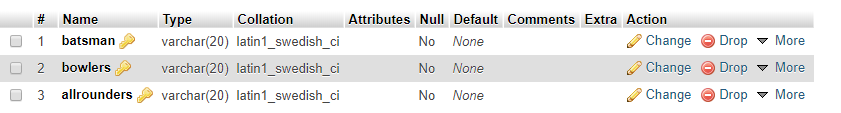 # Name Type Collation Attributes Null Default Comments Extra Action
1 batsman varchar(20) latin1_swedish_ci No None Change Drop More
2 bowlers varchar(20) latin1_swedish_ci No None Change Drop More
3 allrounders varchar(20) latin1_swedish_ci No None Change Drop More